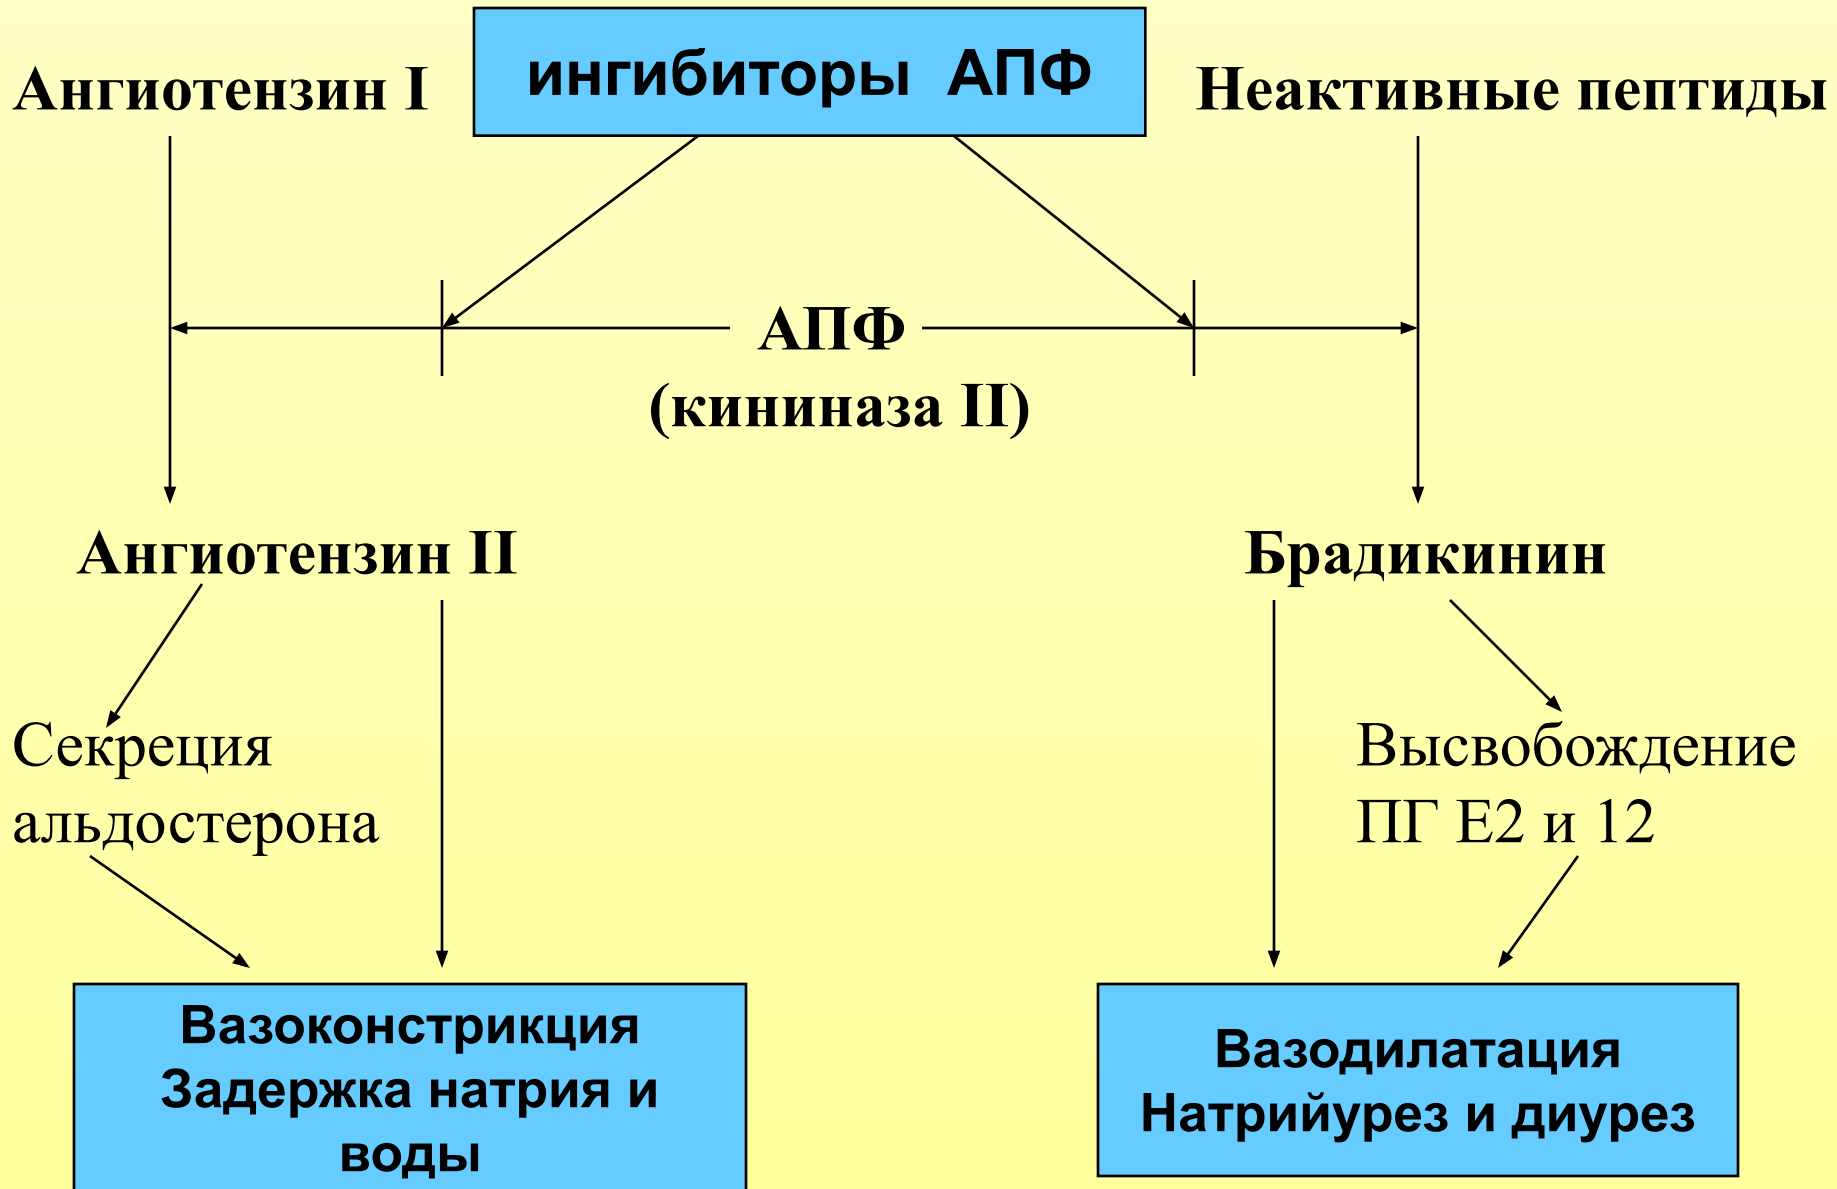 ингибиторы АПФ
Ангиотензин I
Неактивные пептиды
АПФ
(кининаза II)
Ангиотензин II
Брадикинин
Секреция
альдостерона
Высвобождение
ПГ Е2 и 12
Вазоконстрикция
Задержка натрия и
воды
Вазодилатация
Натрийурез и диурез